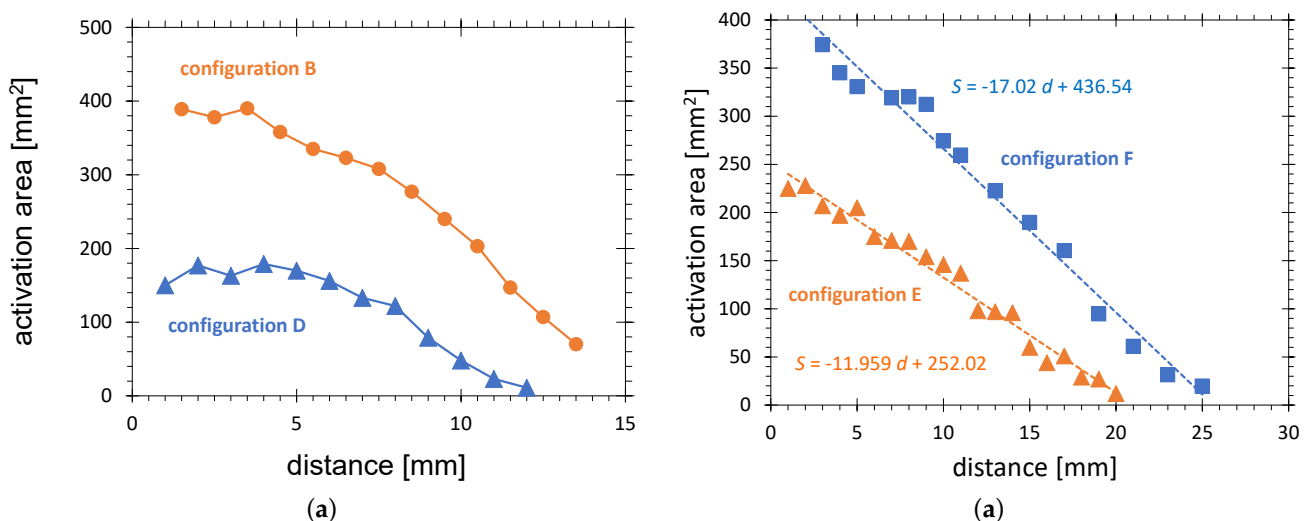 500
400
300
200
100
0
0 5 10 15
activation area [mm²]
distance [mm]
configuration B
configuration D
(a)
400
350
300
250
200
150
100
50
0
0 5 10 15 20 25 30
activation area [mm²]
distance [mm]
S = -17.02 d + 436.54
configuration F
configuration E
S = -11.959 d + 252.02
(a)